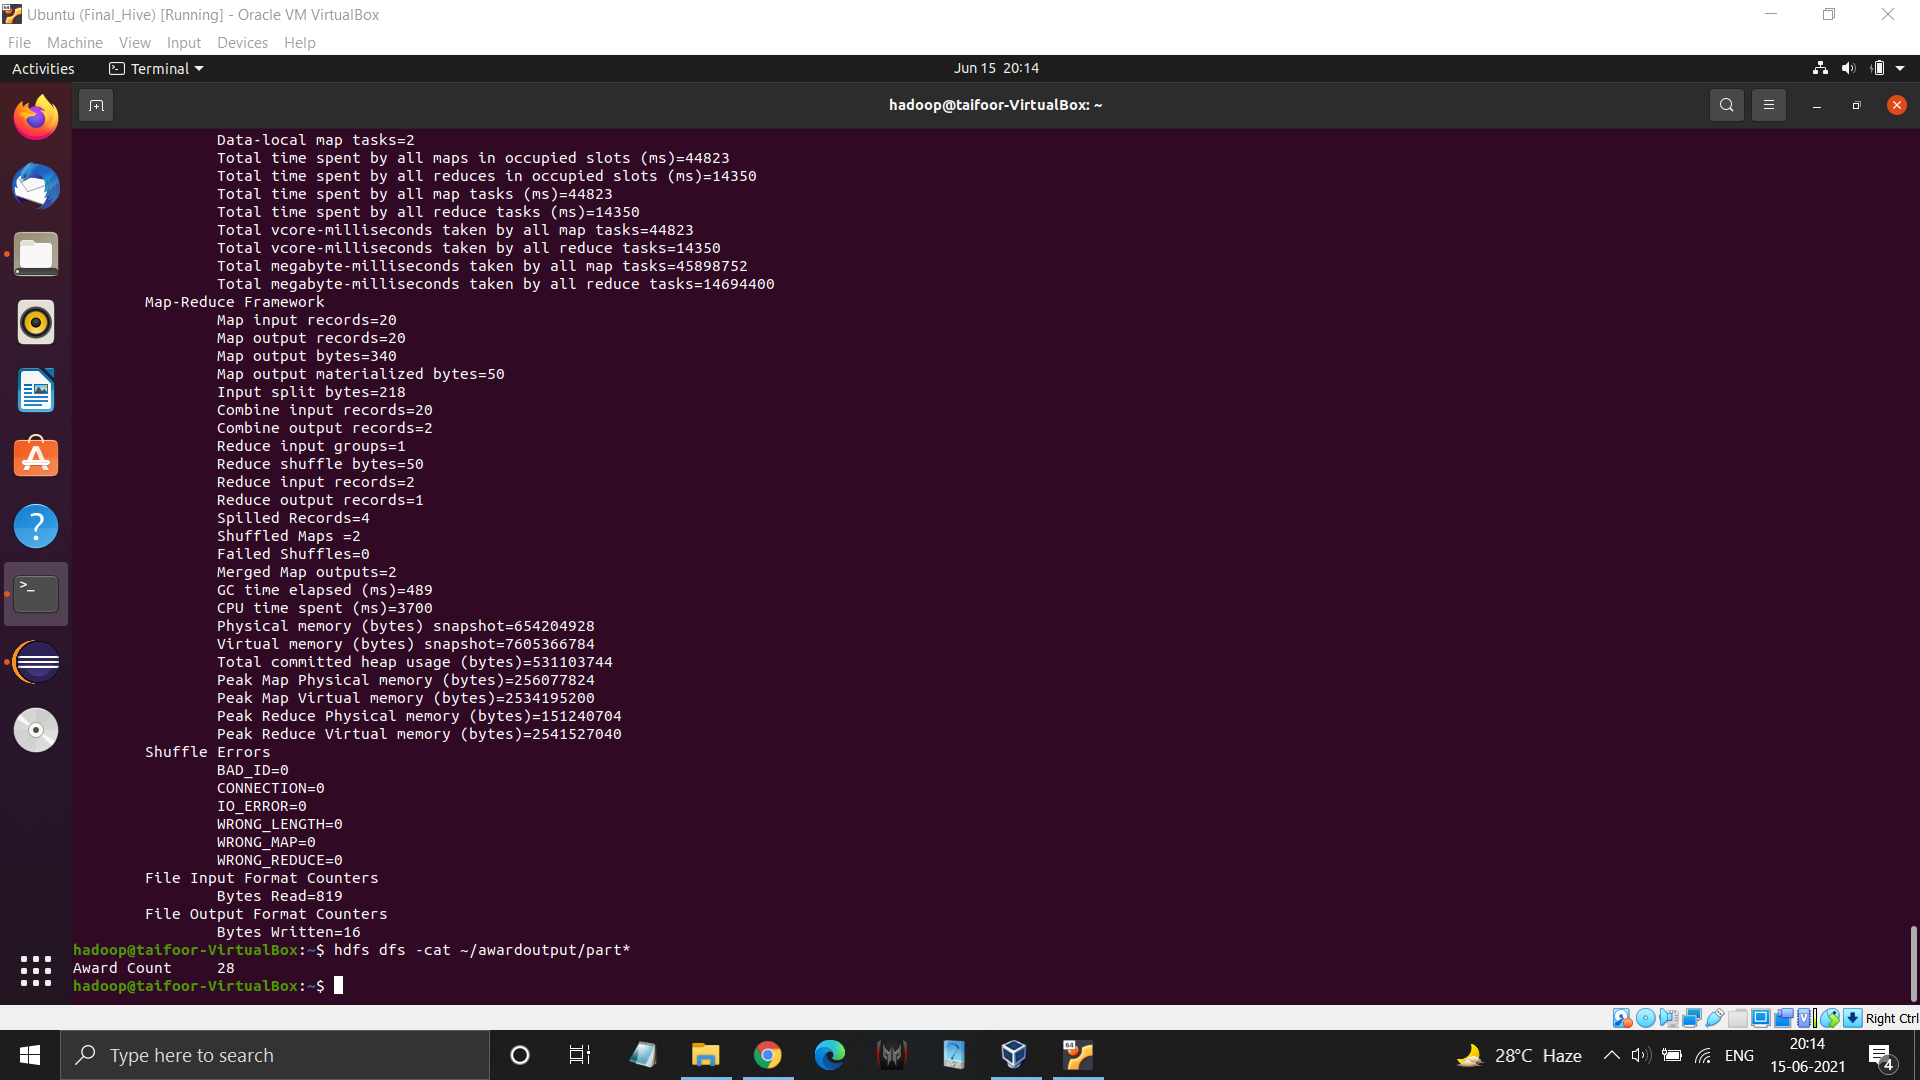 Ubuntu (Final_Hive) [Running] - Oracle VM VirtualBox
File Machine View Input Devices Help
Activities Terminal Jun 15 20:14
hadoop@taifoor-VirtualBox: ~
Data-local map tasks=2
Total time spent by all maps in occupied slots (ms)=44823
Total time spent by all reduces in occupied slots (ms)=14350
Total time spent by all map tasks (ms)=44823
Total time spent by all reduce tasks (ms)=14350
Total vcore-milliseconds taken by all map tasks=44823
Total vcore-milliseconds taken by all reduce tasks=14350
Total megabyte-milliseconds taken by all map tasks=45898752
Total megabyte-milliseconds taken by all reduce tasks=14694400
Map-Reduce Framework
Map input records=20
Map output records=20
Map output bytes=340
Map output materialized bytes=50
Input split bytes=218
Combine input records=20
Combine output records=2
Reduce input groups=1
Reduce shuffle bytes=50
Reduce input records=2
Reduce output records=1
Spilled Records=4
Shuffled Maps =2
Failed Shuffles=0
Merged Map outputs=2
GC time elapsed (ms)=489
CPU time spent (ms)=3700
Physical memory (bytes) snapshot=654204928
Virtual memory (bytes) snapshot=7605366784
Total committed heap usage (bytes)=531103744
Peak Map Physical memory (bytes)=256077824
Peak Map Virtual memory (bytes)=2534195200
Peak Reduce Physical memory (bytes)=151240704
Peak Reduce Virtual memory (bytes)=2541527040
Shuffle Errors
BAD_ID=0
CONNECTION=0
IO_ERROR=0
WRONG_LENGTH=0
WRONG_MAP=0
WRONG_REDUCE=0
File Input Format Counters
Bytes Read=819
File Output Format Counters
Bytes Written=16
hadoop@taifoor-VirtualBox:~$ hdfs dfs -cat ~/awardoutput/part*
Award Count 28
hadoop@taifoor-VirtualBox:~$
Right Ctrl
Type here to search
64
28°C Haze
ENG
20:14
15-06-2021
4